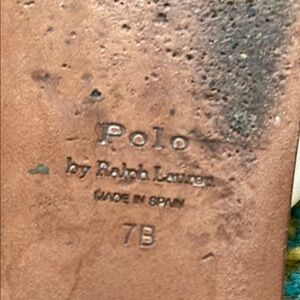 Polo
by Ralph Lauren
MADE IN SPAIN
7B